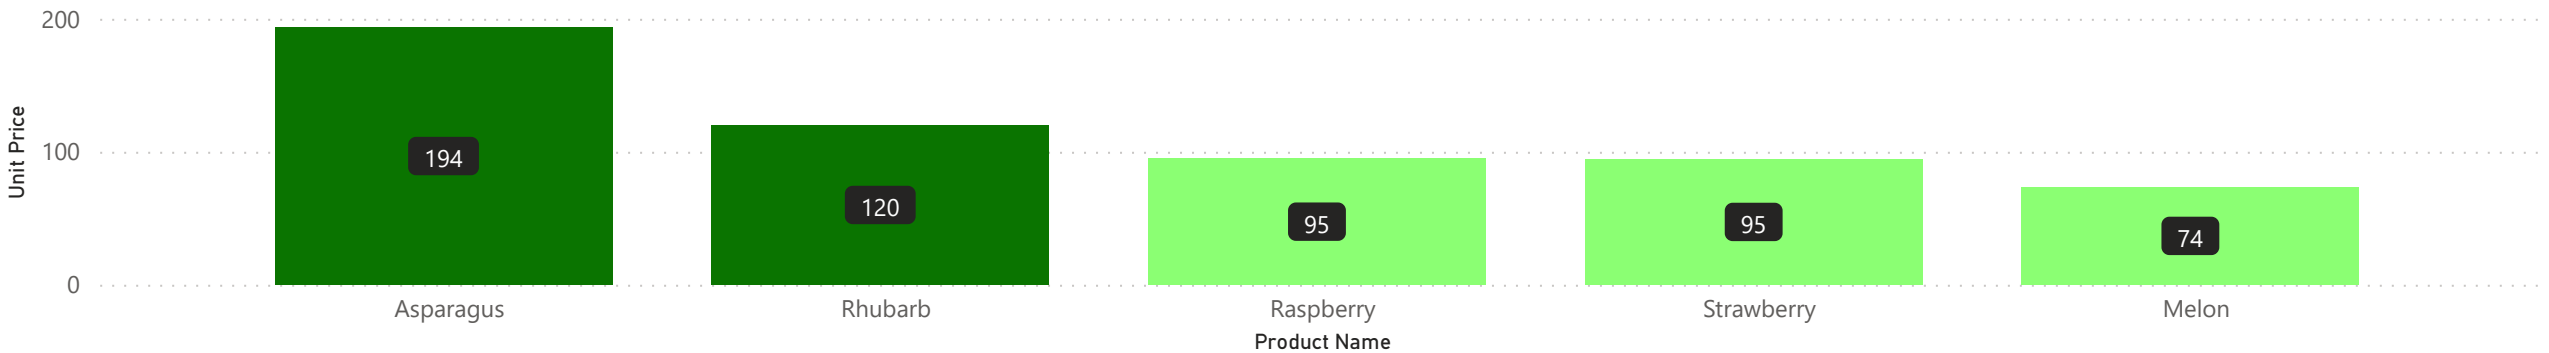 200
100
0
Unit Price
194
120
95
95
74
Asparagus
Rhubarb
Raspberry
Strawberry
Melon
Product Name